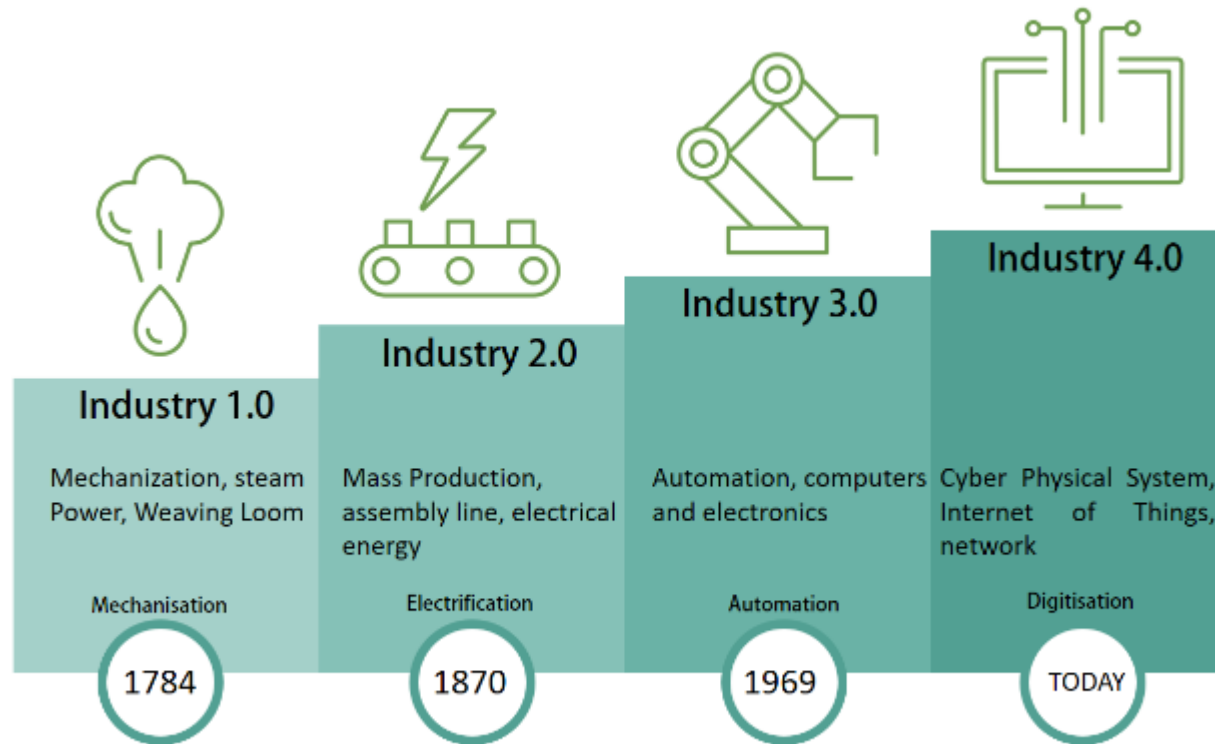 Industry 1.0
Mechanization, steam
Power, Weaving Loom
Mechanisation
1784
Industry 2.0
Mass Production,
assembly line, electrical
energy
Electrification
1870
Industry 3.0
Automation, computers
and electronics
Automation
1969
Industry 4.0
Cyber Physical System,
Internet of Things,
network
Digitisation
TODAY